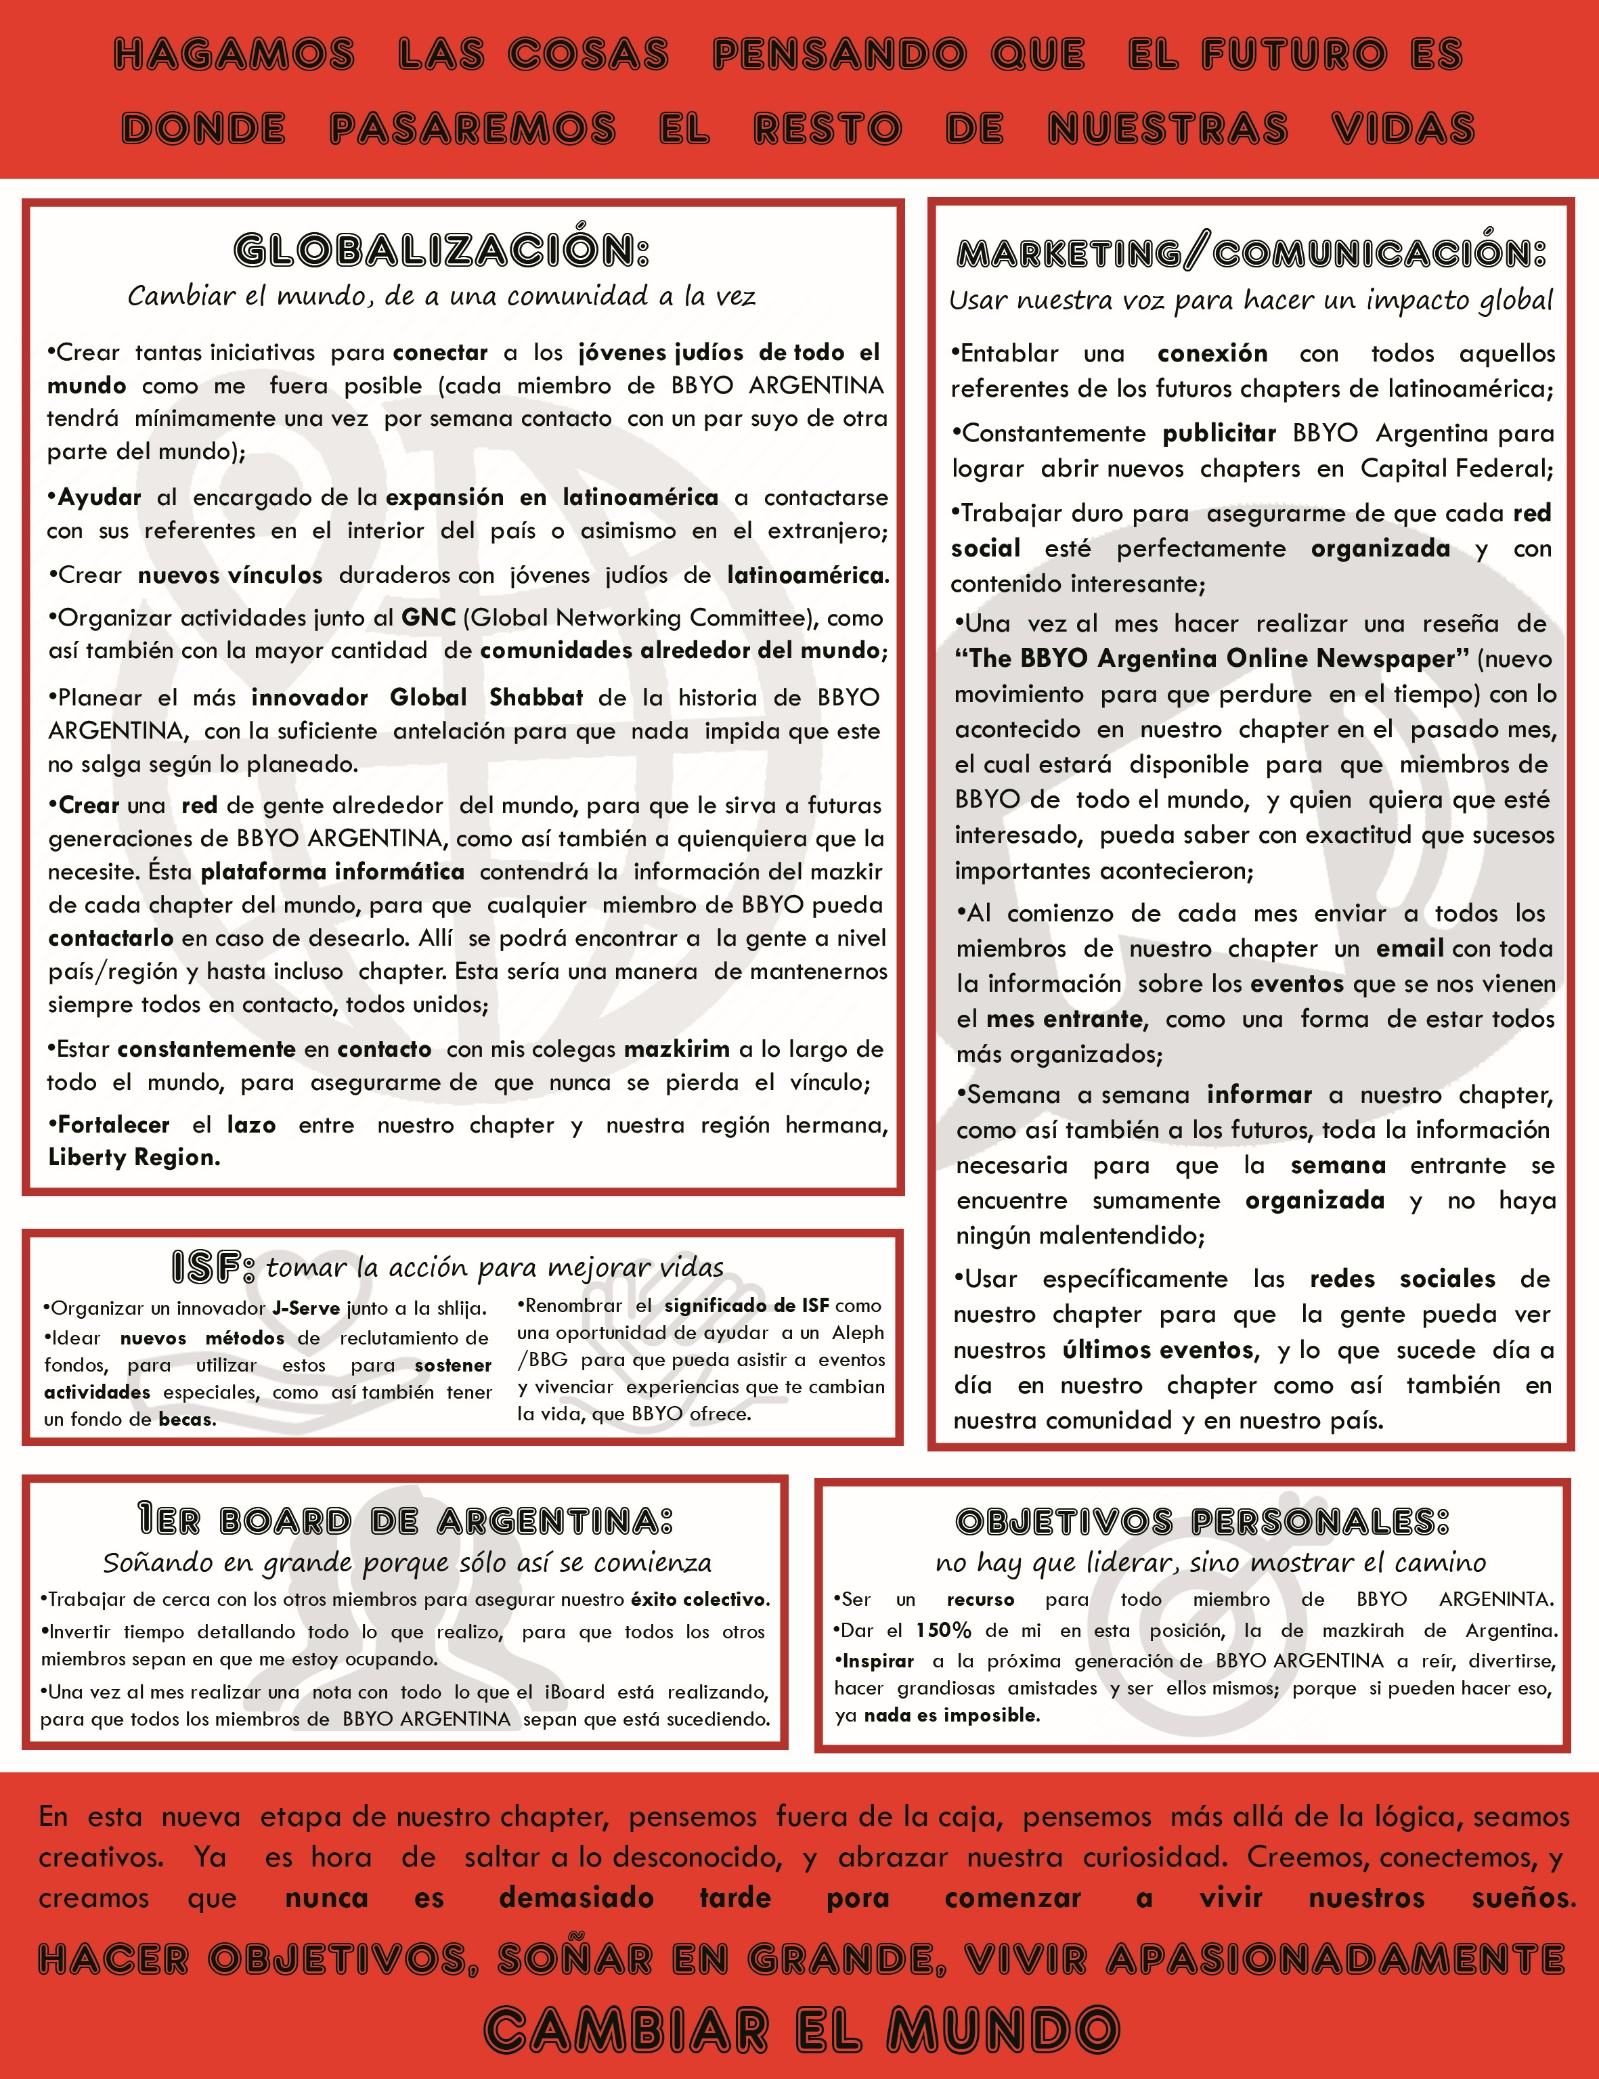 HAGAMOS LAS COSAS PENSANDO QUE EL FUTURO ES
DONDE PASAREMOS EL RESTO DE NUESTRAS VIDAS
GLOBALIZACIÓN:
Cambiar el mundo, de a una comunidad a la vez
•Crear tantas iniciativas para conectar a los jóvenes judíos de todo el
mundo como me fuera posible (cada miembro de BBYO ARGENTINA
tendrá mínimamente una vez por semana contacto con un par suyo de otra
parte del mundo);
•Ayudar al encargado de la expansión en latinoamérica a contactarse
con sus referentes en el interior del país o asimismo en el extranjero;
•Crear nuevos vínculos duraderos con jóvenes judíos de latinoamérica.
•Organizar actividades junto al GNC (Global Networking Committee), como
así también con la mayor cantidad de comunidades alrededor del mundo;
•Planear el más innovador Global Shabbat de la historia de BBYO
ARGENTINA, con la suficiente antelación para que nada impida que este
no salga según lo planeado.
•Crear una red de gente alrededor del mundo, para que le sirva a futuras
generaciones de BBYO ARGENTINA, como así también a quienquiera que la
necesite. Ésta plataforma informática contendrá la información del mazkir
de cada chapter del mundo, para que cualquier miembro de BBYO pueda
contactarlo en caso de desearlo. Allí se podrá encontrar a la gente a nivel
país/región y hasta incluso chapter. Esta sería una manera de mantenernos
siempre todos en contacto, todos unidos;
•Estar constantemente en contacto con mis colegas mazkirim a lo largo de
todo el mundo, para asegurarme de que nunca se pierda el vínculo;
•Fortalecer el lazo entre nuestro chapter y nuestra región hermana,
Liberty Region.
MARKETING/COMUNICACIÓN:
Usar nuestra voz para hacer un impacto global
•Entablar una conexión con todos aquellos
referentes de los futuros chapters de latinoamérica;
•Constantemente publicitar BBYO Argentina para
lograr abrir nuevos chapters en Capital Federal;
•Trabajar duro para asegurarme de que cada red
social esté perfectamente organizada y con
contenido interesante;
•Una vez al mes hacer realizar una reseña de
“The BBYO Argentina Online Newspaper” (nuevo
movimiento para que perdure en el tiempo) con lo
acontecido en nuestro chapter en el pasado mes,
el cual estará disponible para que miembros de
BBYO de todo el mundo, y quien quiera que esté
interesado, pueda saber con exactitud que sucesos
importantes acontecieron;
•Al comienzo de cada mes enviar a todos los
miembros de nuestro chapter un email con toda
la información sobre los eventos que se nos vienen
el mes entrante, como una forma de estar todos
más organizados;
•Semana a semana informar a nuestro chapter,
como así también a los futuros, toda la información
necesaria para que la semana entrante se
encuentre sumamente organizada y no haya
ningún malentendido;
•Usar específicamente las redes sociales de
nuestro chapter para que la gente pueda ver
nuestros últimos eventos, y lo que sucede día a
día en nuestro chapter como así también en
nuestra comunidad y en nuestro país.
ISF: tomar la acción para mejorar vidas
•Organizar un innovador J-Serve junto a la shlija.
•Idear nuevos métodos de reclutamiento de
fondos, para utilizar estos para sostener
actividades especiales, como así también tener
un fondo de becas.
•Renombrar el significado de ISF como
una oportunidad de ayudar a un Aleph
/BBG para que pueda asistir a eventos
y vivenciar experiencias que te cambian
la vida, que BBYO ofrece.
1ER BOARD DE ARGENTINA:
Soñando en grande porque sólo así se comienza
•Trabajar de cerca con los otros miembros para asegurar nuestro éxito colectivo.
•Invertir tiempo detallando todo lo que realizo, para que todos los otros
miembros sepan en que me estoy ocupando.
•Una vez al mes realizar una nota con todo lo que el iBoard está realizando,
para que todos los miembros de BBYO ARGENTINA sepan que está sucediendo.
OBJETIVOS PERSONALES:
no hay que liderar, sino mostrar el camino
•Ser un recurso para todo miembro de BBYO ARGENINTA.
•Dar el 150% de mi en esta posición, la de mazkirah de Argentina.
•Inspirar a la próxima generación de BBYO ARGENTINA a reír, divertirse,
hacer grandiosas amistades y ser ellos mismos; porque si pueden hacer eso,
ya nada es imposible.
En esta nueva etapa de nuestro chapter, pensemos fuera de la caja, pensemos más allá de la lógica, seamos
creativos. Ya es hora de saltar a lo desconocido, y abrazar nuestra curiosidad. Creemos, conectemos, y
creamos que nunca es demasiado tarde pora comenzar a vivir nuestros sueños.
HACER OBJETIVOS, SOÑAR EN GRANDE, VIVIR APASIONADAMENTE
CAMBIAR EL MUNDO